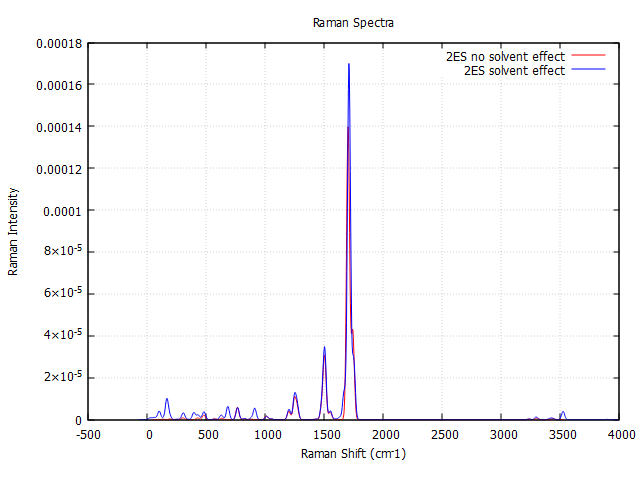 Raman Spectra
2ES no solvent effect
2ES solvent effect
0.00018
0.00016
0.00014
0.00012
0.0001
8×10⁻⁵
6×10⁻⁵
4×10⁻⁵
2×10⁻⁵
0
Raman Intensity
-500 0 500 1000 1500 2000 2500 3000 3500 4000
Raman Shift (cm-1)